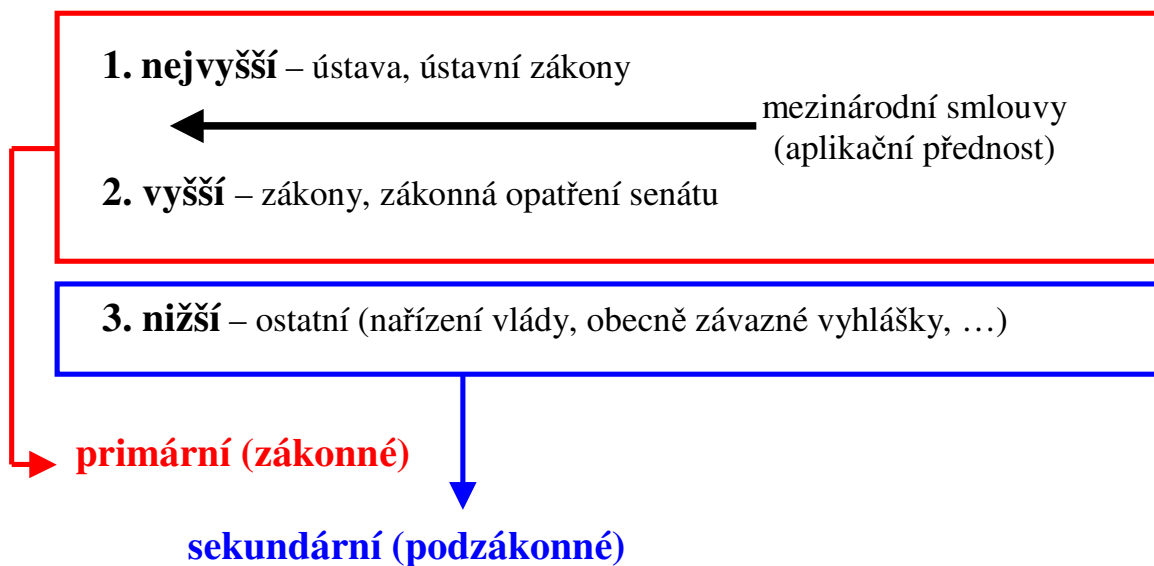 1. nejvyšší – ústava, ústavní zákony
mezinárodní smlouvy
(aplikační přednost)
2. vyšší – zákony, zákonná opatření senátu
3. nižší – ostatní (nařízení vlády, obecně závazné vyhlášky, …)
primární (zákonné)
sekundární (podzákonné)